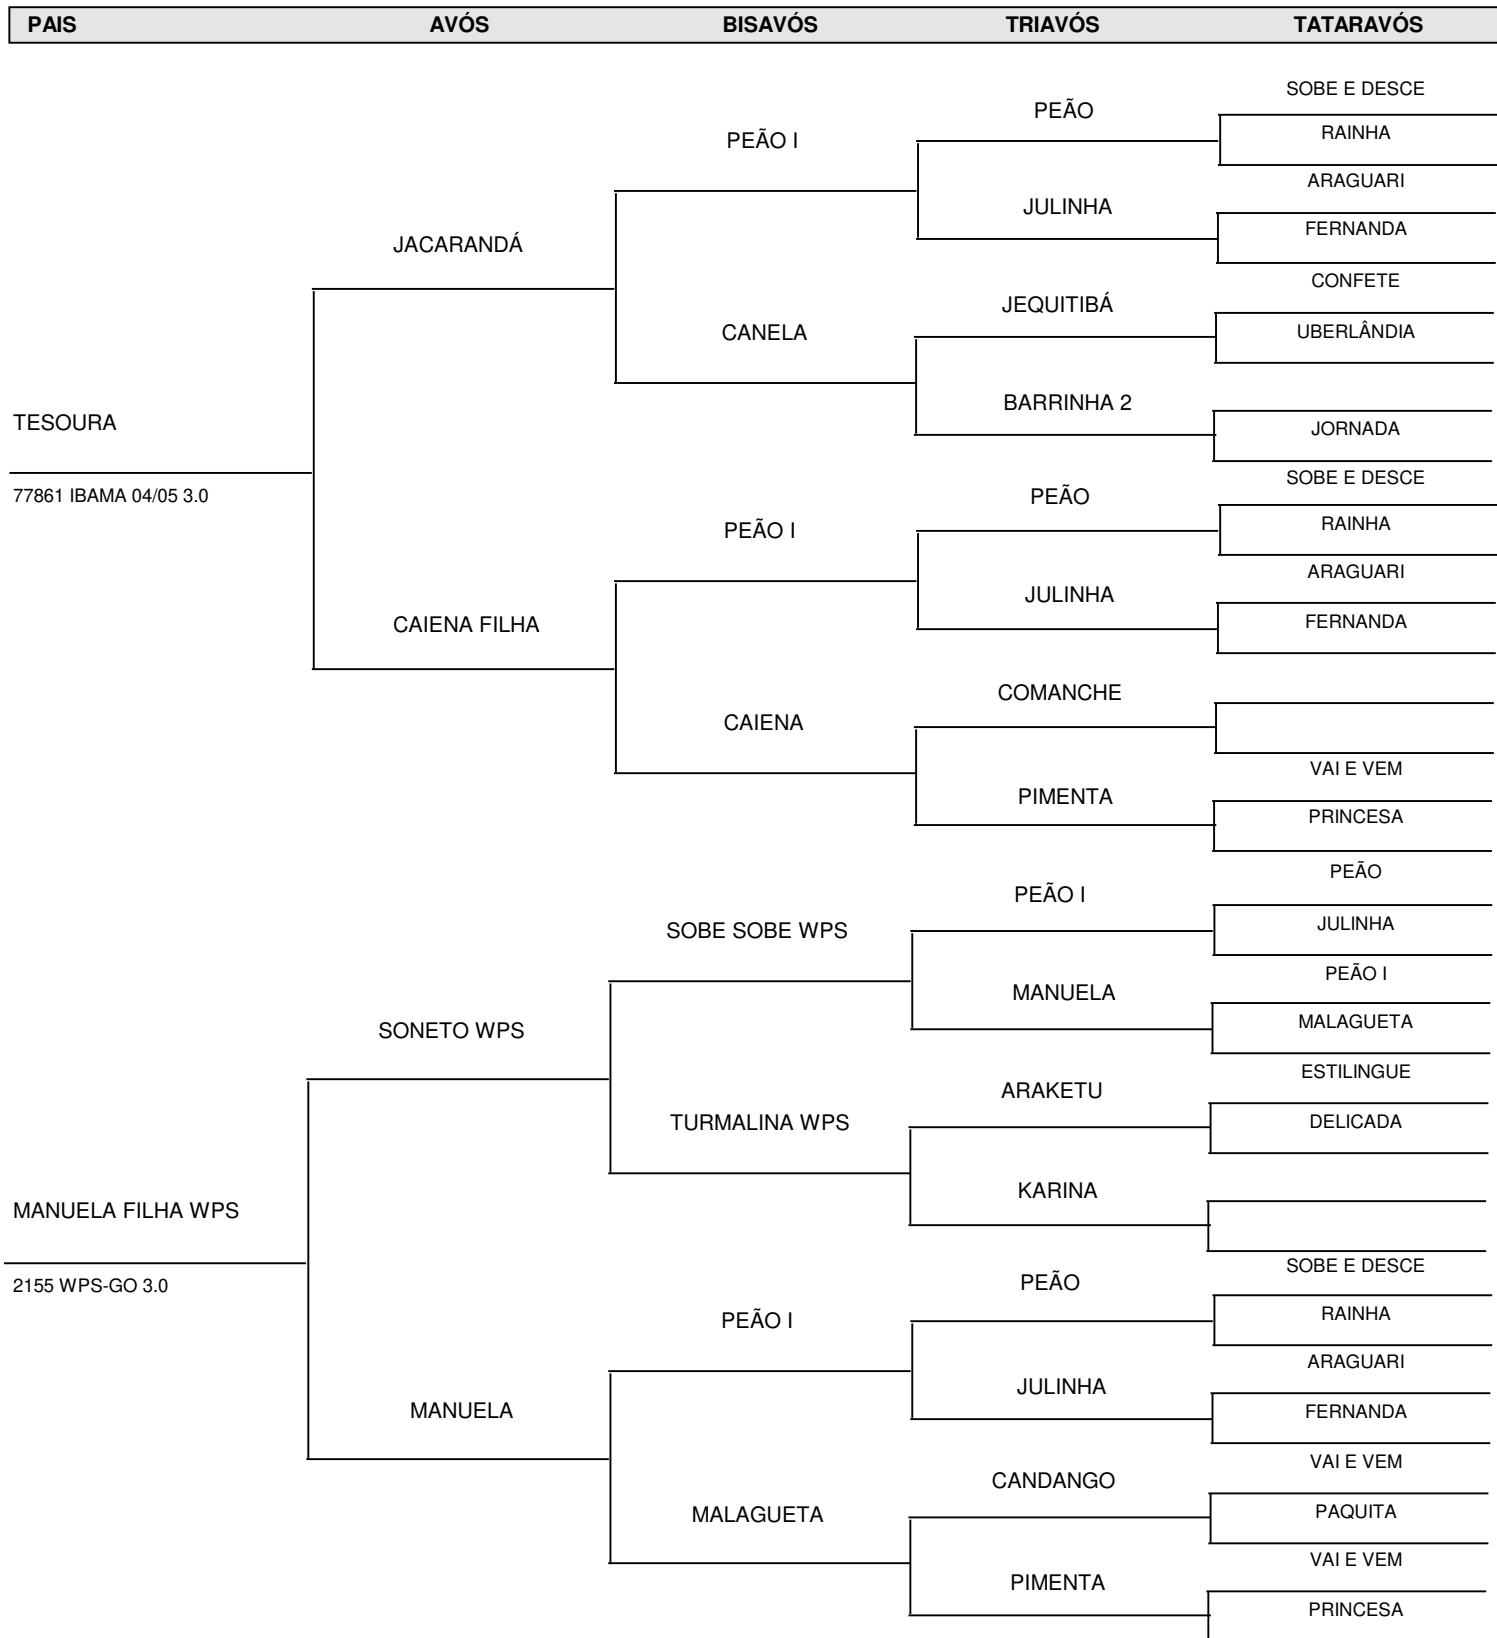 PAIS AVÓS BISAVÓS TRIAVÓS TATARAVÓS
SOBE E DESCE
PEÃO
RAINHA
PEÃO I
ARAGUARI
JULINHA
FERNANDA
JACARANDÁ
CONFETE
JEQUITIBÁ
UBERLÂNDIA
CANELA
BARRINHA 2
TESOURA
JORNADA
SOBE E DESCE
77861 IBAMA 04/05 3.0
PEÃO
RAINHA
PEÃO I
ARAGUARI
JULINHA
FERNANDA
CAIENA FILHA
COMANCHE
CAIENA
VAI E VEM
PIMENTA
PRINCESA
PEÃO
PEÃO I
JULINHA
SOBE SOBE WPS
PEÃO I
MANUELA
MALAGUETA
SONETO WPS
ESTILINGUE
ARAKETU
DELICADA
TURMALINA WPS
KARINA
MANUELA FILHA WPS
SOBE E DESCE
PEÃO
2155 WPS-GO 3.0
RAINHA
PEÃO I
ARAGUARI
JULINHA
FERNANDA
MANUELA
VAI E VEM
CANDANGO
PAQUITA
MALAGUETA
VAI E VEM
PIMENTA
PRINCESA